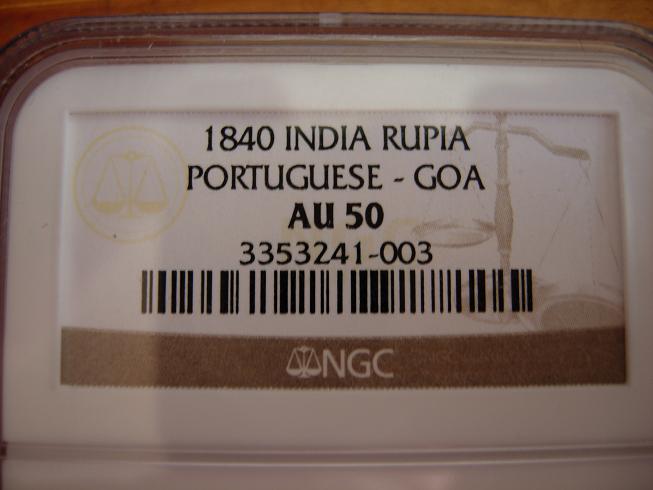 1840 INDIA RUPIA
PORTUGUESE - GOA
AU 50
3353241-003
NGC